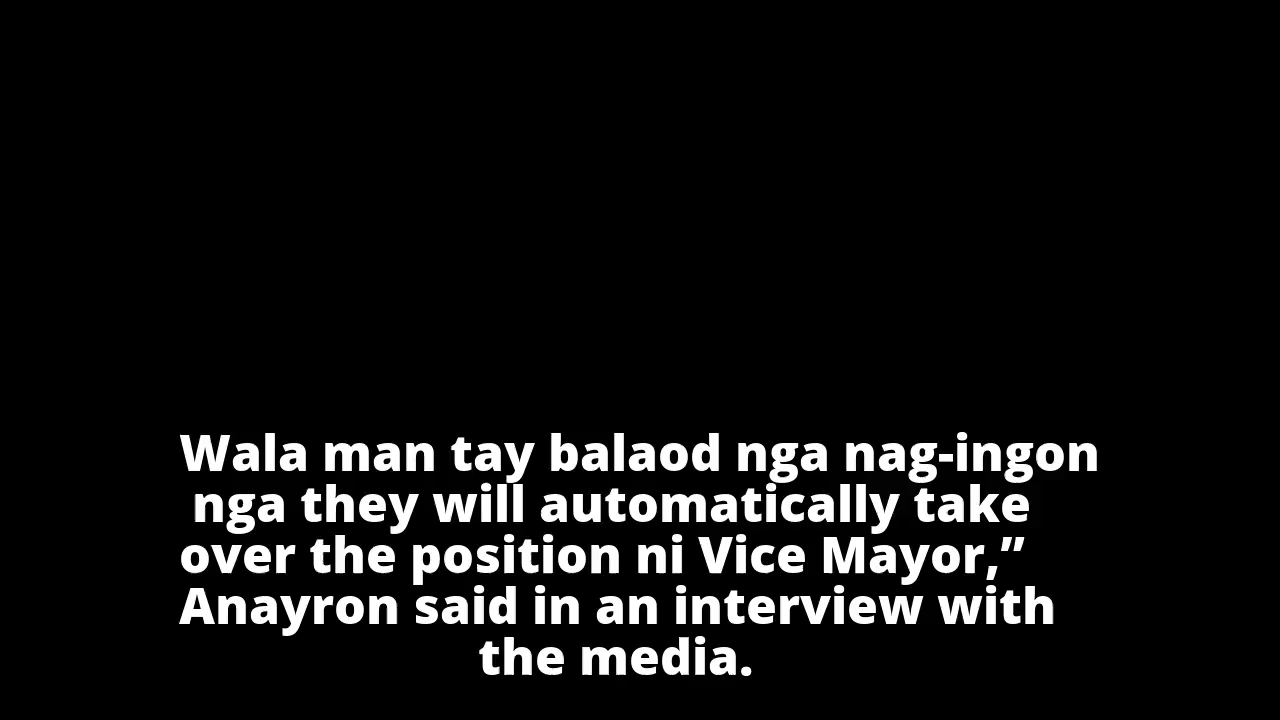 Wala man tay balaod nga nag-ingon
nga they will automatically take
over the position ni Vice Mayor,”
Anayron said in an interview with
the media.